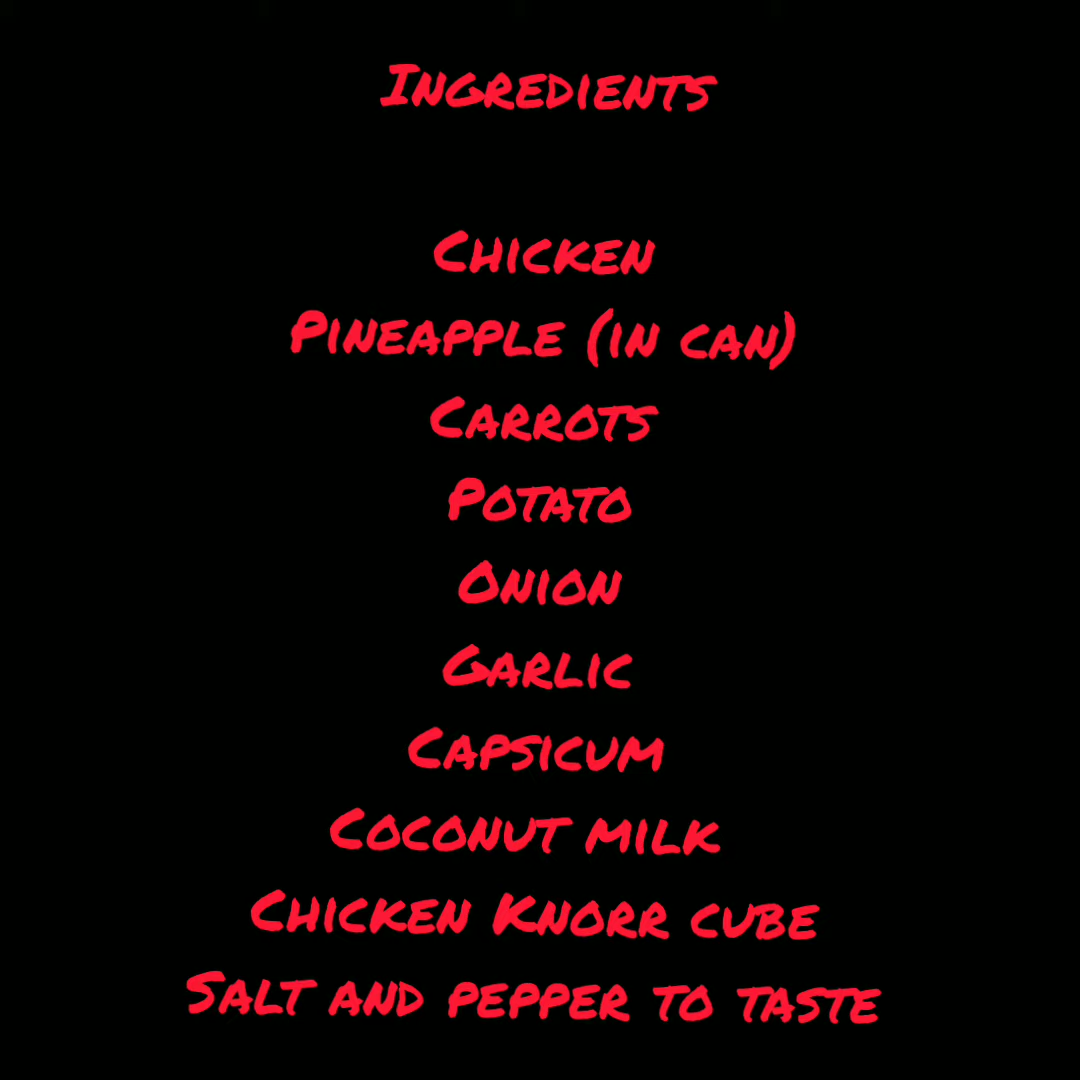 Ingredients
Chicken
Pineapple (in can)
Carrots
Potato
Onion
Garlic
Capsicum
Coconut milk
Chicken Knorr cube
Salt and pepper to taste